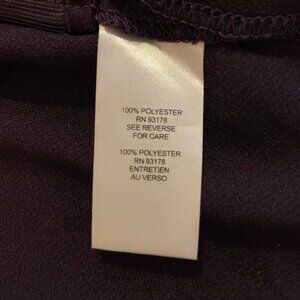 100% POLYESTER
RN 93178
SEE REVERSE
FOR CARE
100% POLYESTER
RN 93178
ENTRETIEN
AU VERSO